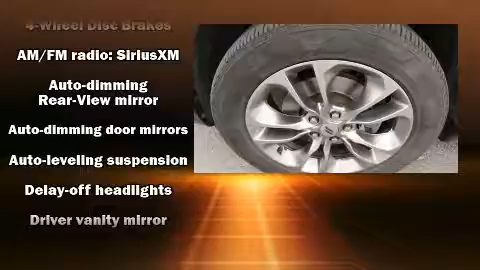 4-Wheel Disc Brakes
AM/FM radio: SiriusXM
Auto-dimming
Rear-View mirror
Auto-dimming door mirrors
Auto-leveling suspension
Delay-off headlights
Driver vanity mirror